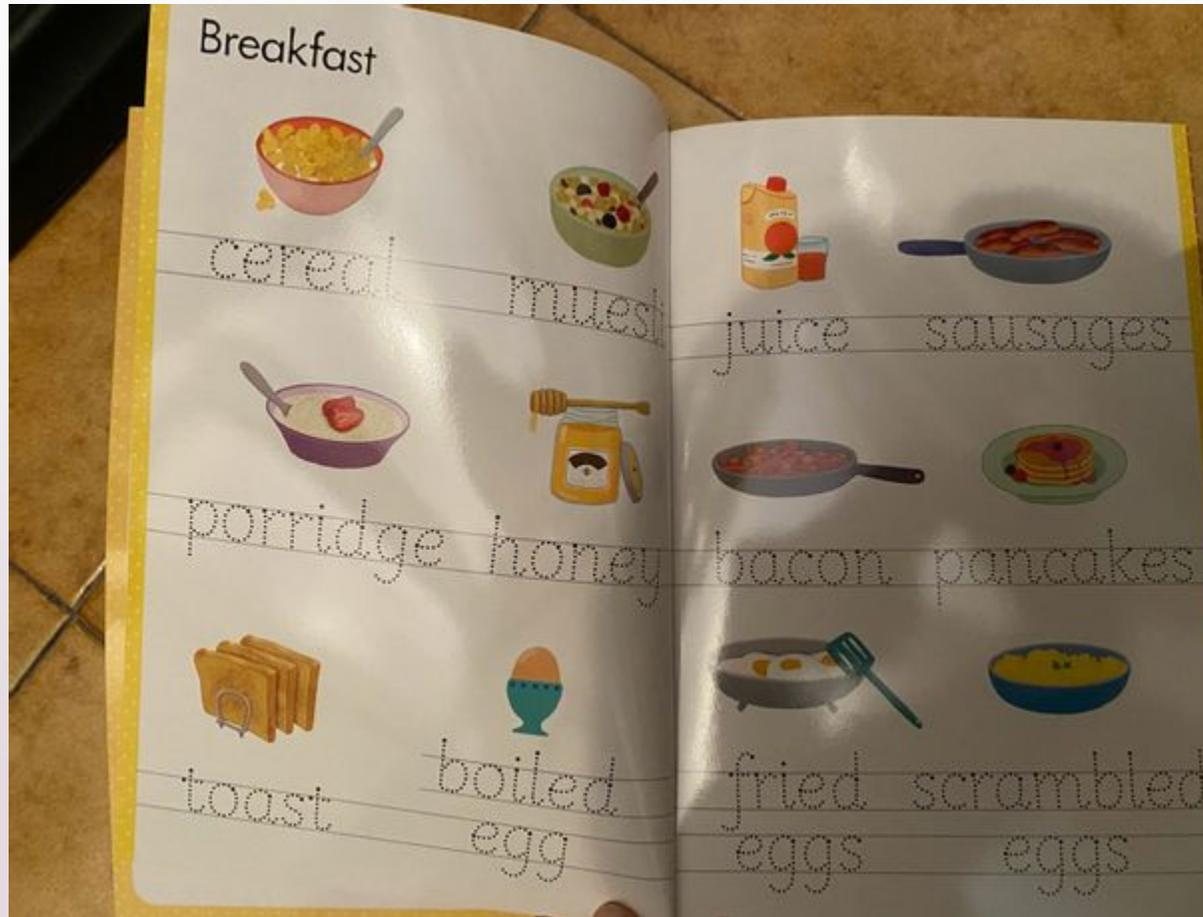 Breakfast
cereal muesli
juice sausages
porridge honey
bacon pancakes
toast boiled
egg
fried scrambled
eggs eggs